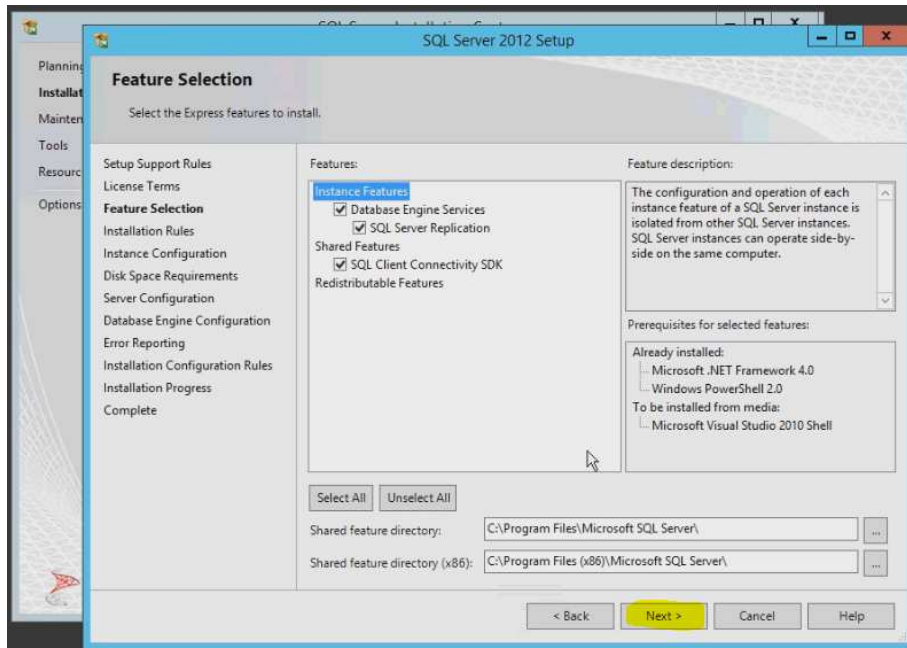 SQL Server 2012 Setup
Planning
Installat
Mainten
Tools
Resourc
Options
Feature Selection
Select the Express features to install.
Setup Support Rules
License Terms
Feature Selection
Installation Rules
Instance Configuration
Disk Space Requirements
Server Configuration
Database Engine Configuration
Error Reporting
Installation Configuration Rules
Installation Progress
Complete
Features:
Instance Features
Database Engine Services
SQL Server Replication
Shared Features
SQL Client Connectivity SDK
Redistributable Features
Feature description:
The configuration and operation of each
instance feature of a SQL Server instance is
isolated from other SQL Server instances.
SQL Server instances can operate side-by-
side on the same computer.
Prerequisites for selected features:
Already installed:
Microsoft .NET Framework 4.0
Windows PowerShell 2.0
To be installed from media:
Microsoft Visual Studio 2010 Shell
Select All Unselect All
Shared feature directory: C:\Program Files\Microsoft SQL Server\ ...
Shared feature directory (x86): C:\Program Files (x86)\Microsoft SQL Server\ ...
< Back Next > Cancel Help